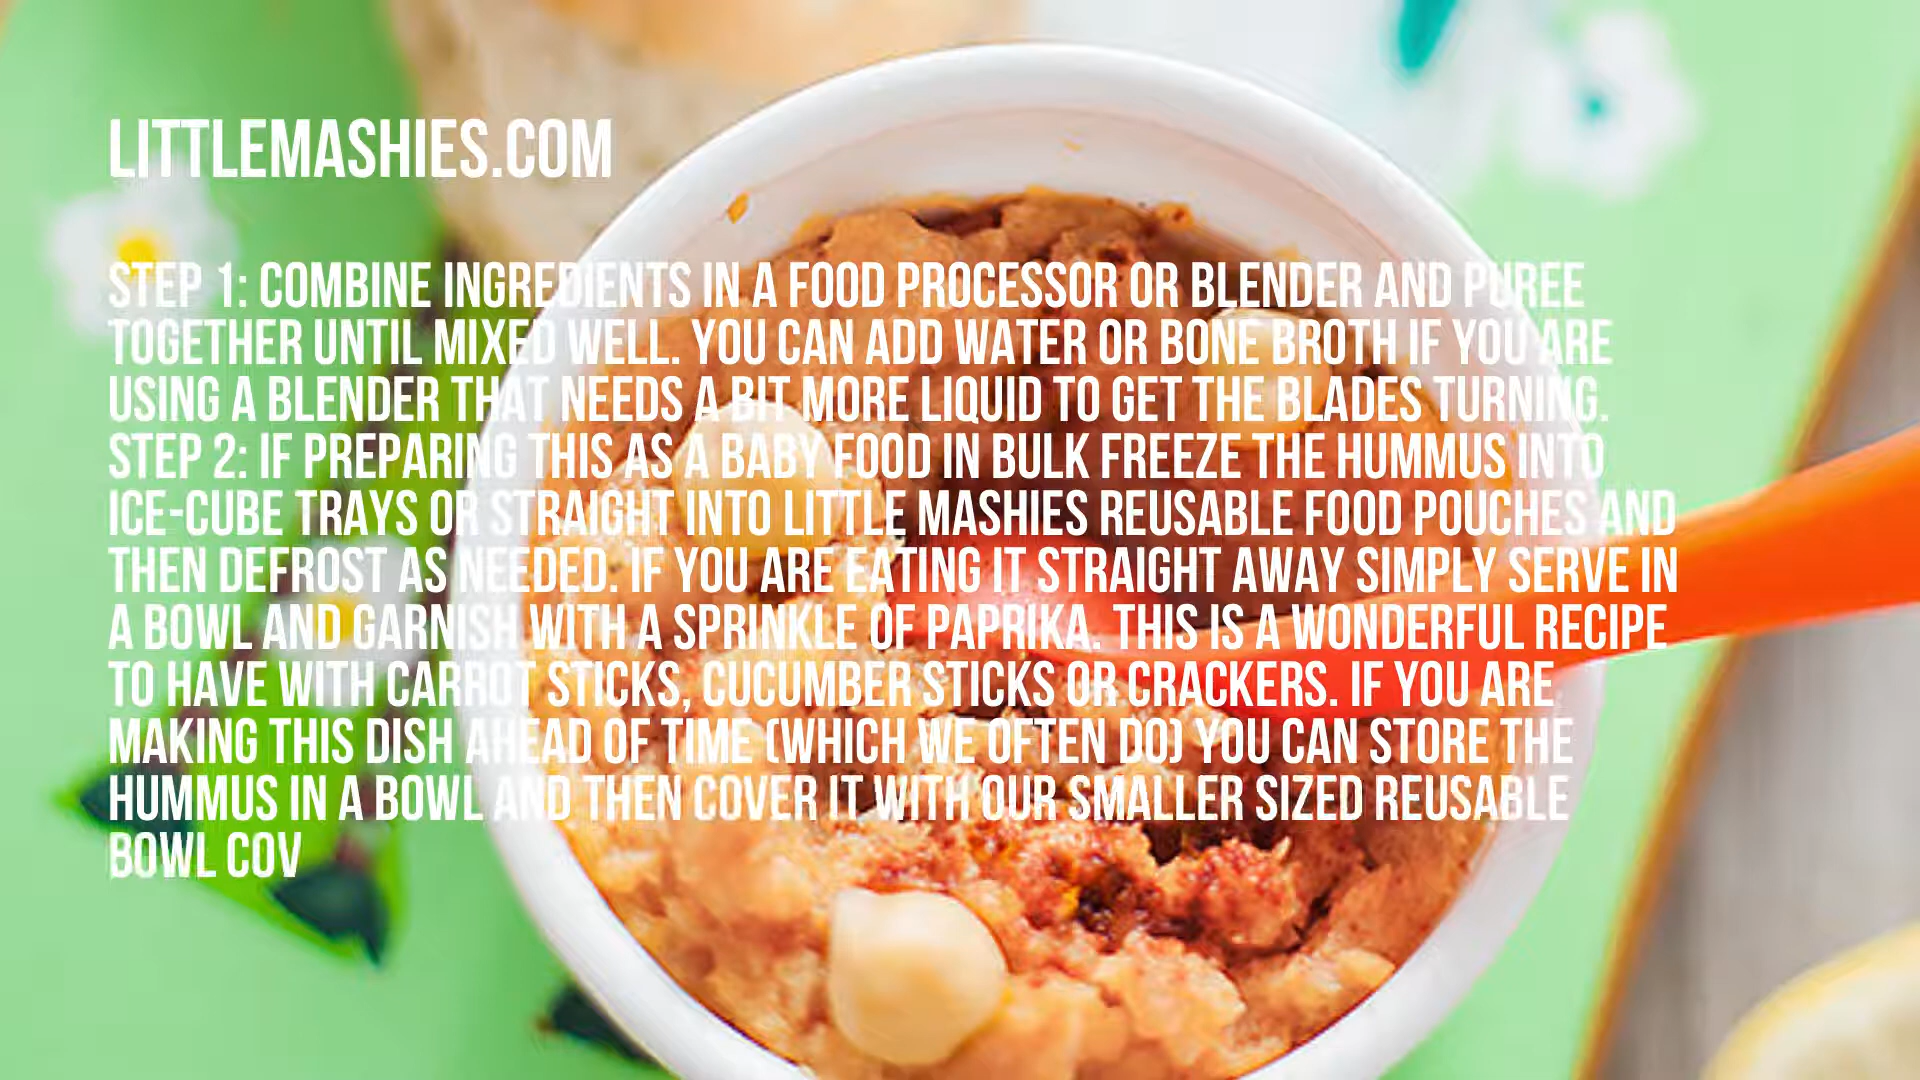 LITTLEMASHIES.COM
STEP 1: COMBINE INGREDIENTS IN A FOOD PROCESSOR OR BLENDER AND PUREE
TOGETHER UNTIL MIXED WELL. YOU CAN ADD WATER OR BONE BROTH IF YOU ARE
USING A BLENDER THAT NEEDS A BIT MORE LIQUID TO GET THE BLADES TURNING.
STEP 2: IF PREPARING THIS AS A BABY FOOD IN BULK FREEZE THE HUMMUS INTO
ICE-CUBE TRAYS OR STRAIGHT INTO LITTLE MASHIES REUSABLE FOOD POUCHES AND
THEN DEFROST AS NEEDED. IF YOU ARE EATING IT STRAIGHT AWAY SIMPLY SERVE IN
A BOWL AND GARNISH WITH A SPRINKLE OF PAPRIKA. THIS IS A WONDERFUL RECIPE
TO HAVE WITH CARROT STICKS, CUCUMBER STICKS OR CRACKERS. IF YOU ARE
MAKING THIS DISH AHEAD OF TIME (WHICH WE OFTEN DO) YOU CAN STORE THE
HUMMUS IN A BOWL AND THEN COVER IT WITH OUR SMALLER SIZED REUSABLE
BOWL COV